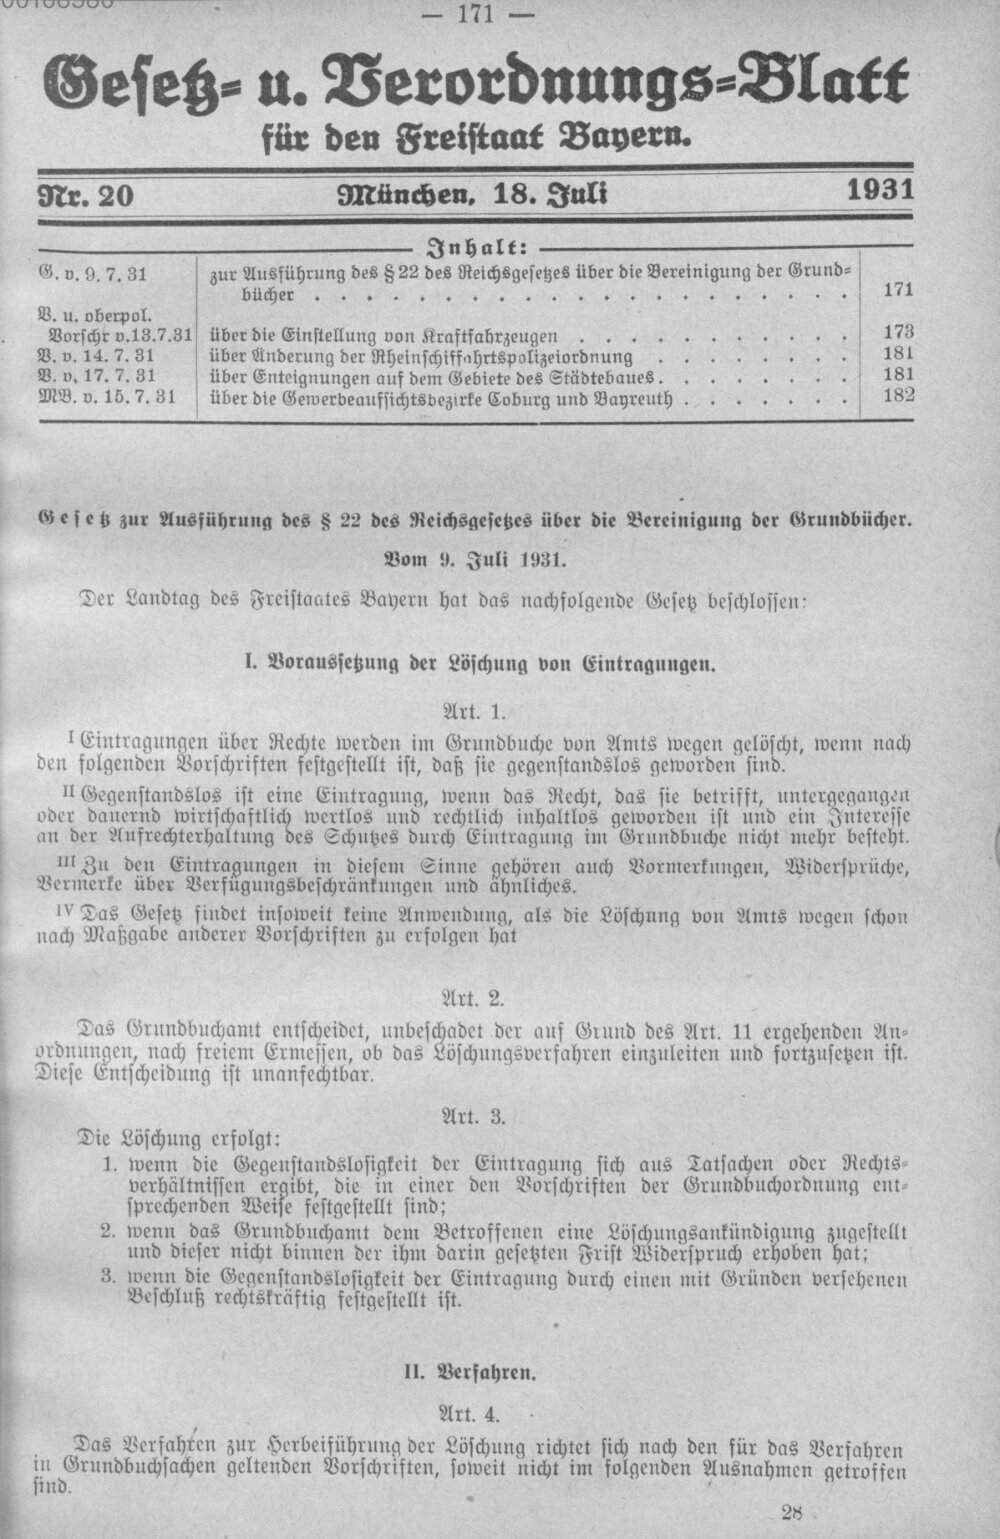 — 171 —
Gesetz- u. Verordnungs-Blatt
für den Freistaat Bayern.
Nr. 20 München, 18. Juli 1931
Inhalt:
G. v. 9. 7. 31 zur Ausführung des § 22 des Reichsgesetzes über die Vereinigung der Grund-
bücher . . . . . . . . . . . . . . . . . . . . 171
V. u. oberpol.
Vorschr v. 13.7.31 über die Einstellung von Kraftfahrzeugen . . . . . . . . . . 173
V. v. 14. 7. 31 über Änderung der Rheinschiffahrtspolizeiordnung . . . . . . . . 181
V. v. 17. 7. 31 über Enteignungen auf dem Gebiete des Städtebaues . . . . . . . . 181
MB. v. 15. 7. 31 über die Gewerbeaufsichtsbezirke Coburg und Bayreuth . . . . . . . 182
Gesetz zur Ausführung des § 22 des Reichsgesetzes über die Vereinigung der Grundbücher.
Vom 9. Juli 1931.
Der Landtag des Freistaates Bayern hat das nachfolgende Gesetz beschlossen:
I. Voraussetzung der Löschung von Eintragungen.
Art. 1.
I Eintragungen über Rechte werden im Grundbuche von Amts wegen gelöscht, wenn nach
den folgenden Vorschriften festgestellt ist, daß sie gegenstandslos geworden sind.
II Gegenstandslos ist eine Eintragung, wenn das Recht, das sie betrifft, untergegangen
oder dauernd wirtschaftlich wertlos und rechtlich inhaltlos geworden ist und ein Interesse
an der Aufrechterhaltung des Schutzes durch Eintragung im Grundbuche nicht mehr besteht.
III Zu den Eintragungen in diesem Sinne gehören auch Vormerkungen, Widersprüche,
Vermerke über Verfügungsbeschränkungen und ähnliches.
IV Das Gesetz findet insoweit keine Anwendung, als die Löschung von Amts wegen schon
nach Maßgabe anderer Vorschriften zu erfolgen hat
Art. 2.
Das Grundbuchamt entscheidet, unbeschadet der auf Grund des Art. 11 ergehenden An-
ordnungen, nach freiem Ermessen, ob das Löschungsverfahren einzuleiten und fortzusetzen ist.
Diese Entscheidung ist unanfechtbar.
Art. 3.
Die Löschung erfolgt:
1. wenn die Gegenstandslosigkeit der Eintragung sich aus Tatsachen oder Rechts-
verhältnissen ergibt, die in einer den Vorschriften der Grundbuchordnung ent-
sprechenden Weise festgestellt sind;
2. wenn das Grundbuchamt dem Betroffenen eine Löschungsankündigung zugestellt
und dieser nicht binnen der ihm darin gesetzten Frist Widerspruch erhoben hat;
3. wenn die Gegenstandslosigkeit der Eintragung durch einen mit Gründen versehenen
Beschluß rechtskräftig festgestellt ist.
II. Verfahren.
Art. 4.
Das Verfahren zur Herbeiführung der Löschung richtet sich nach den für das Verfahren
in Grundbuchsachen geltenden Vorschriften, soweit nicht im folgenden Ausnahmen getroffen
sind.
28